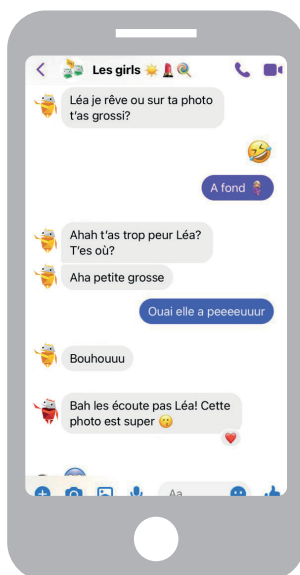 Les girls ☀️💄🍭
Léa je rêve ou sur ta photo
t'as grossi?
🤣
A fond
Ahah t'as trop peur Léa?
T'es où?
Aha petite grosse
Ouai elle a peeeeuuur
Bouhouuu
Bah les écoute pas Léa! Cette
photo est super 😗
Aa